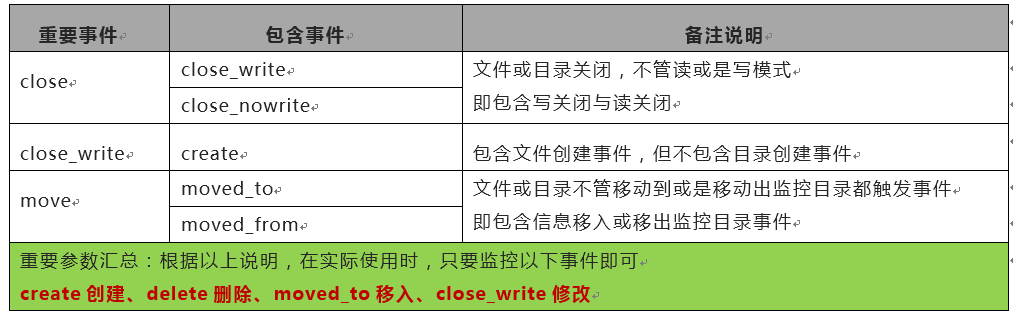 重要事件 包含事件 备注说明
close close_write 文件或目录关闭，不管读或是写模式
close_nowrite 即包含写关闭与读关闭
close_write create 包含文件创建事件，但不包含目录创建事件
move moved_to 文件或目录不管移动到或是移动出监控目录都触发事件
moved_from 即包含信息移入或移出监控目录事件
重要参数汇总：根据以上说明，在实际使用时，只要监控以下事件即可
create 创建、delete 删除、moved_to 移入、close_write 修改